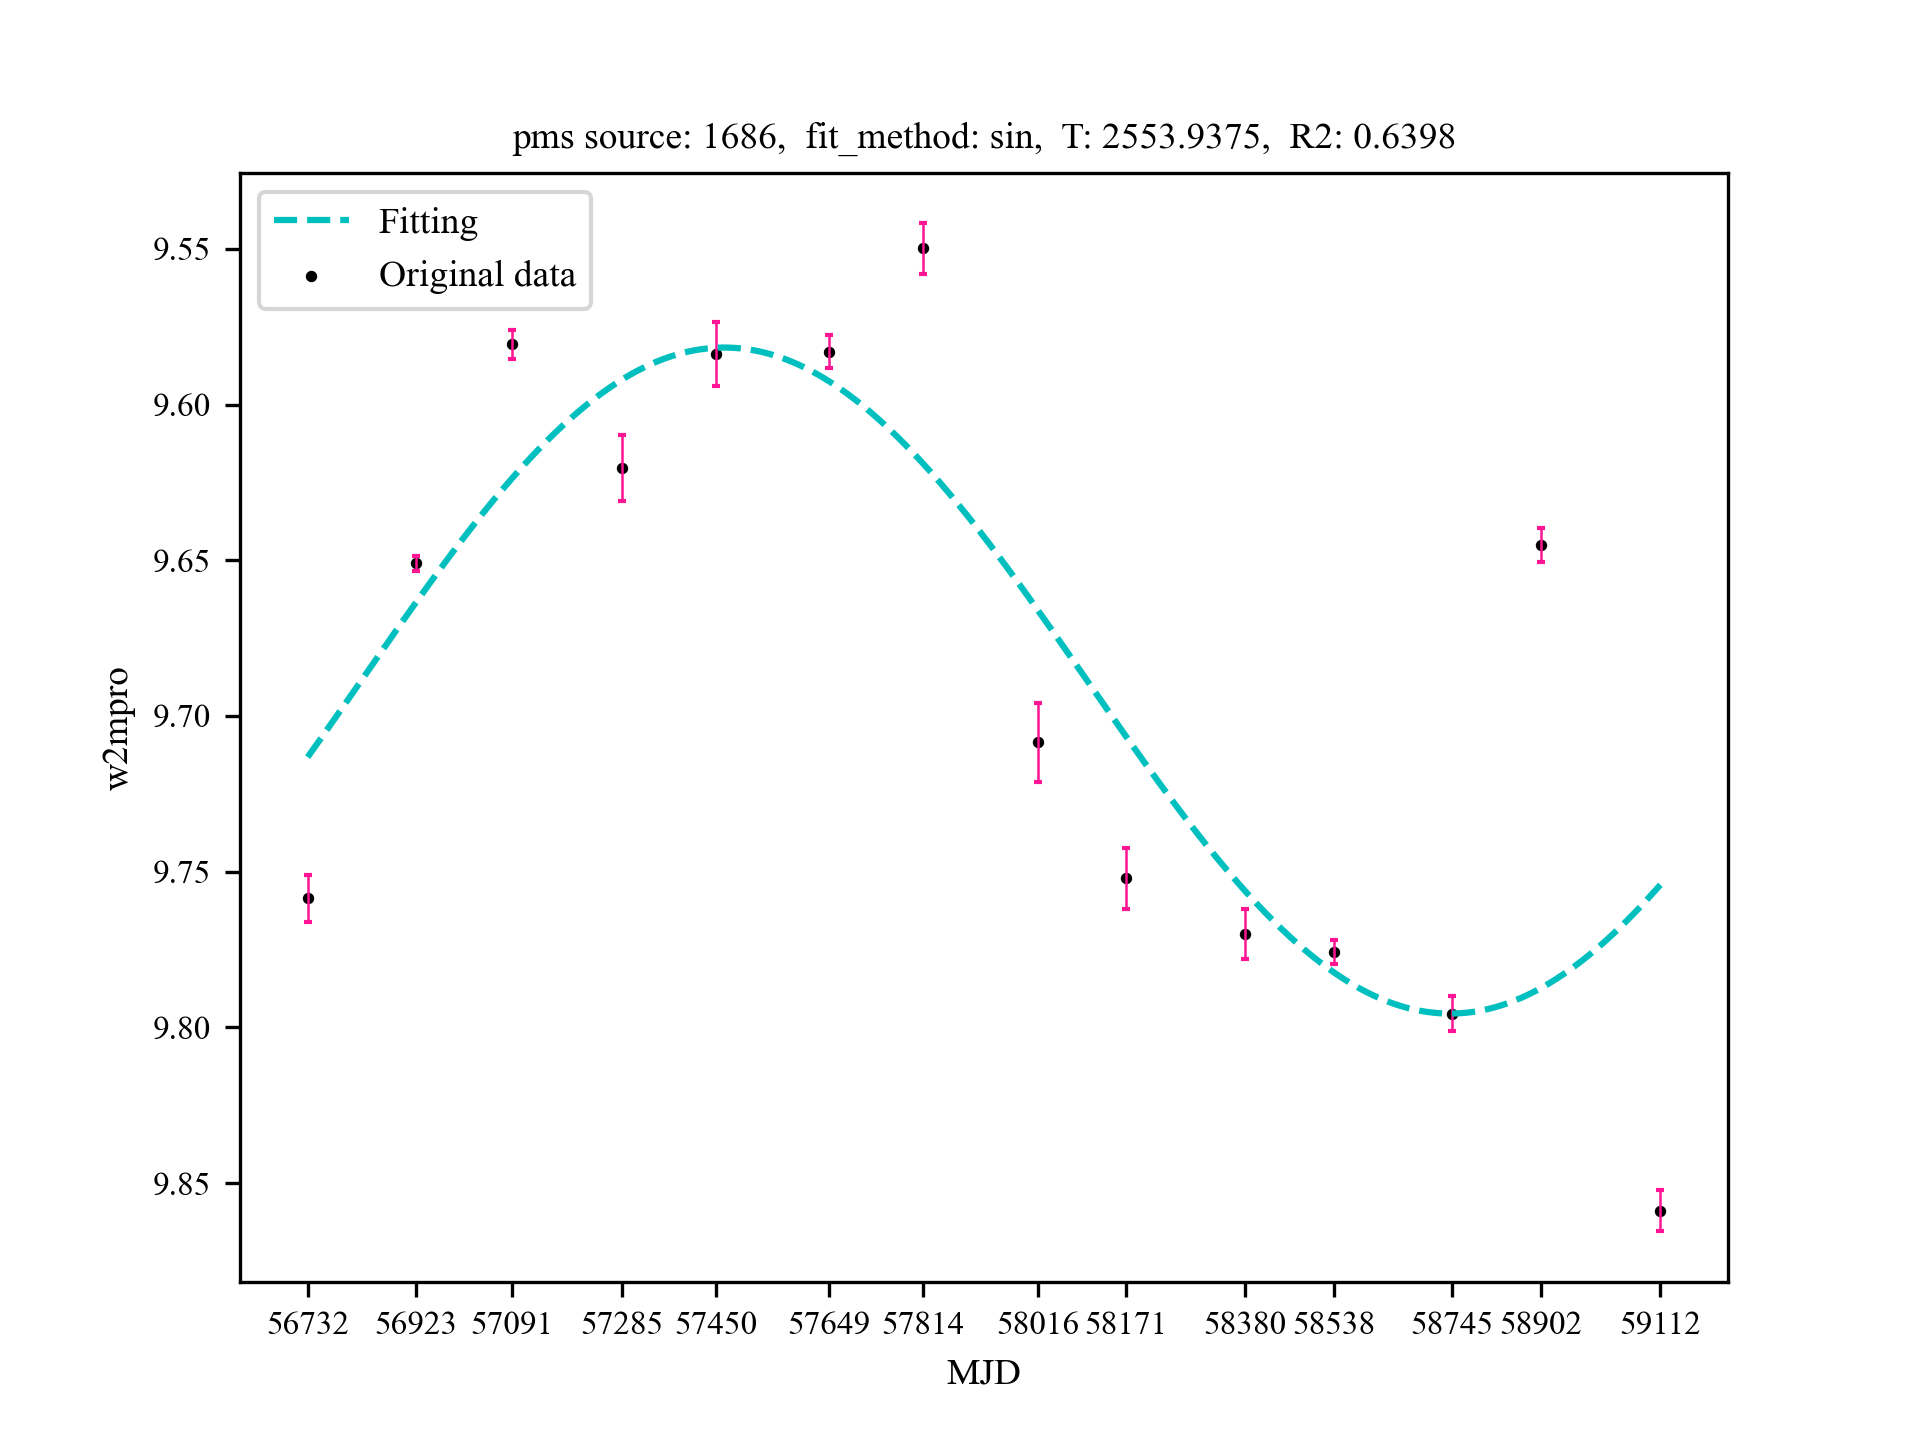 pms source: 1686,  fit_method: sin,  T: 2553.9375,  R2: 0.6398
Fitting
Original data
9.55
9.60
9.65
9.70
9.75
9.80
9.85
w2mpro
56732 56923 57091 57285 57450 57649 57814 58016 58171 58380 58538 58745 58902 59112
MJD